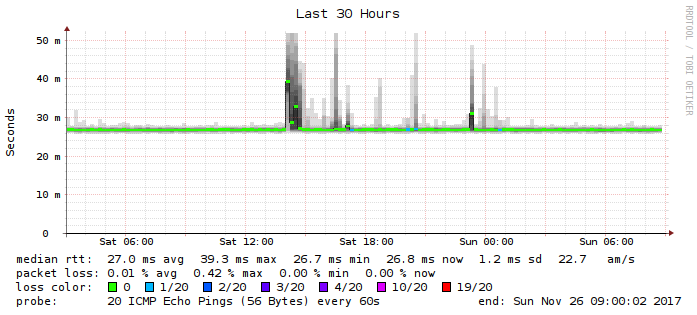 Last 30 Hours
RRDTOOL / TOBI OETIKER
Seconds
50 m
40 m
30 m
20 m
10 m
0
Sat 06:00 Sat 12:00 Sat 18:00 Sun 00:00 Sun 06:00
median rtt: 27.0 ms avg 39.3 ms max 26.7 ms min 26.8 ms now 1.2 ms sd 22.7 am/s
packet loss: 0.01 % avg 0.42 % max 0.00 % min 0.00 % now
loss color: 0 1/20 2/20 3/20 4/20 10/20 19/20
probe: 20 ICMP Echo Pings (56 Bytes) every 60s end: Sun Nov 26 09:00:02 2017